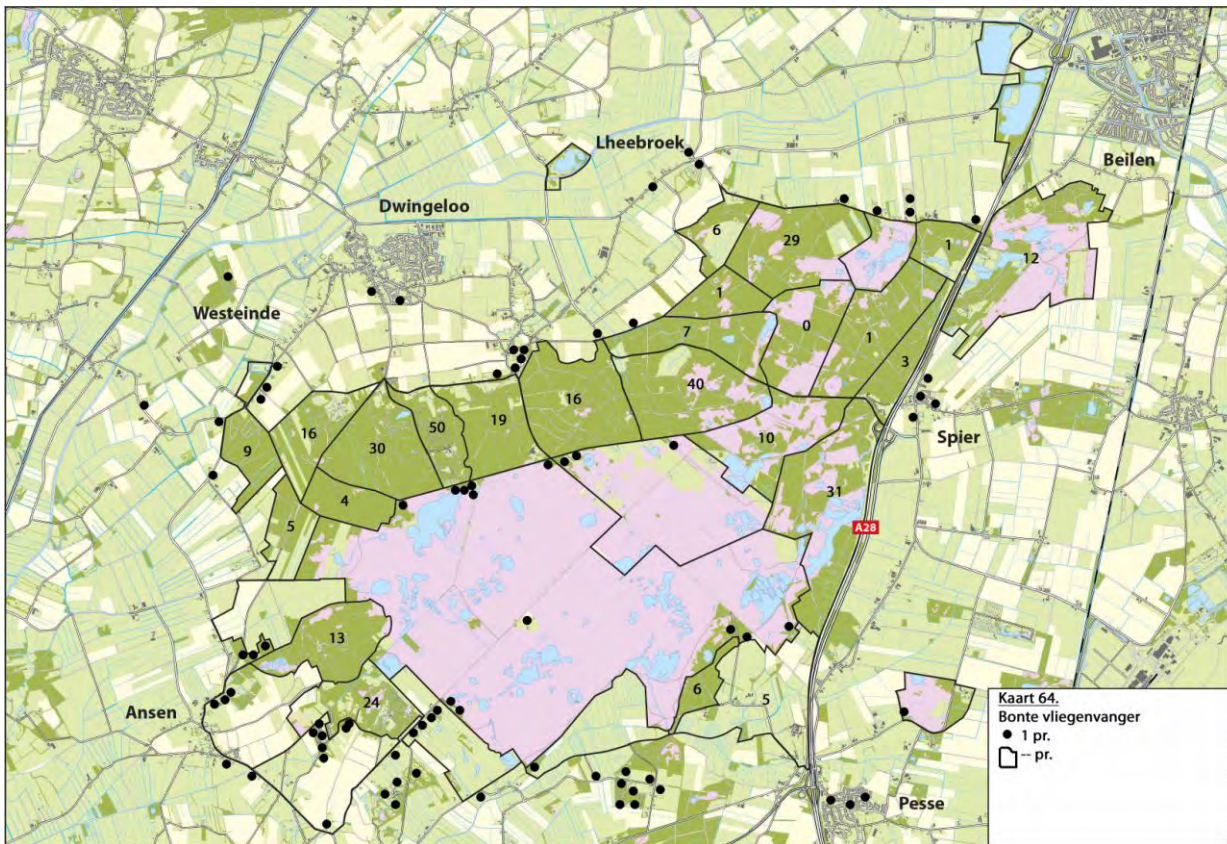 Lheebroek
Beilen
Dwingeloo
6
29
1
12
Westeinde
1
0
7
1
3
40
16
Spier
16
30
50
19
10
9
4
31
5
A28
13
6
5
24
Ansen
Pesse
Kaart 64.
Bonte vliegenvanger
1 pr.
-- pr.